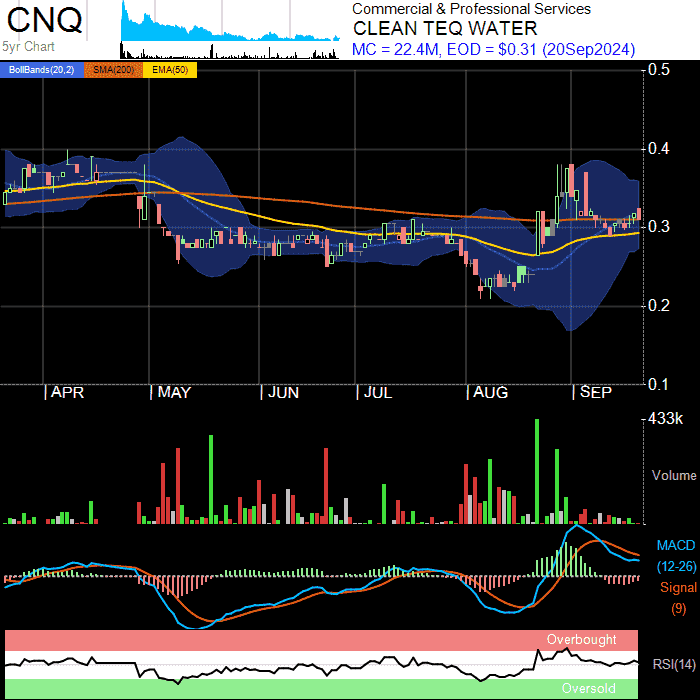 CNQ
5yr Chart
Commercial & Professional Services
CLEAN TEQ WATER
MC = 22.4M, EOD = $0.31 (20Sep2024)
BollBands(20,2) SMA(200) EMA(50)
0.5
0.4
0.3
0.2
0.1
APR MAY JUN JUL AUG SEP
433k
Volume
MACD
(12-26)
Signal
(9)
Overbought
RSI(14)
Oversold